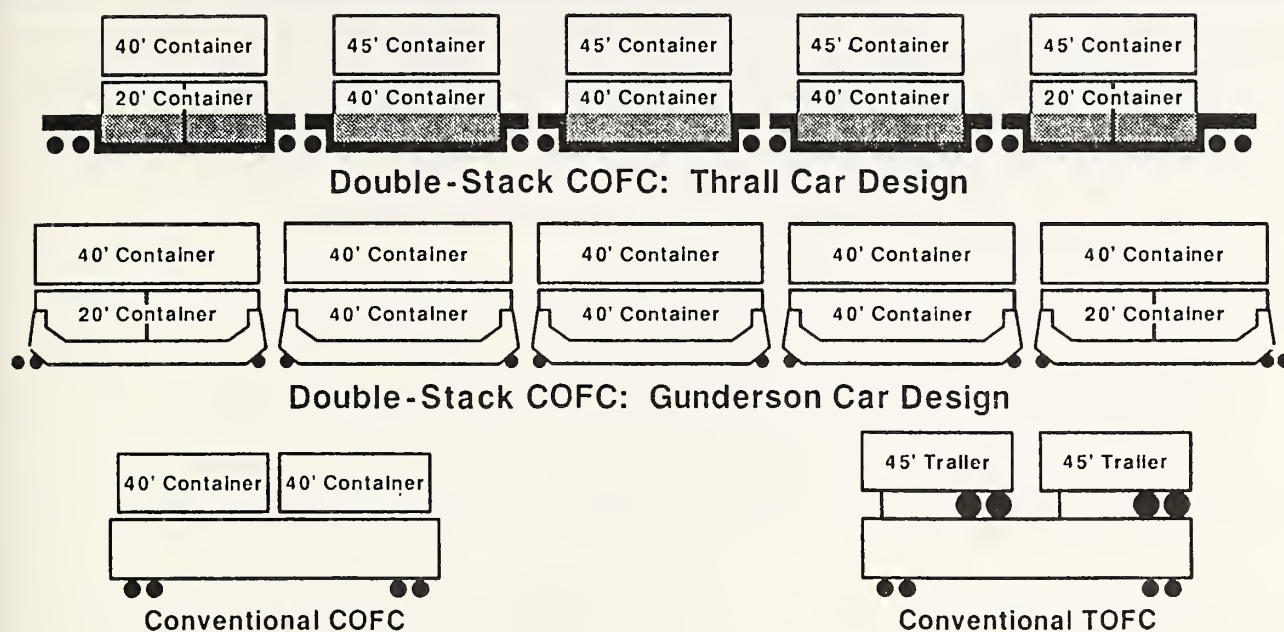 40' Container 45' Container 45' Container 45' Container 45' Container
20' Container 40' Container 40' Container 40' Container 20' Container
Double-Stack COFC: Thrall Car Design
40' Container 40' Container 40' Container 40' Container 40' Container
20' Container 40' Container 40' Container 40' Container 20' Container
Double-Stack COFC: Gunderson Car Design
40' Container 40' Container
45' Trailer 45' Trailer
Conventional COFC
Conventional TOFC